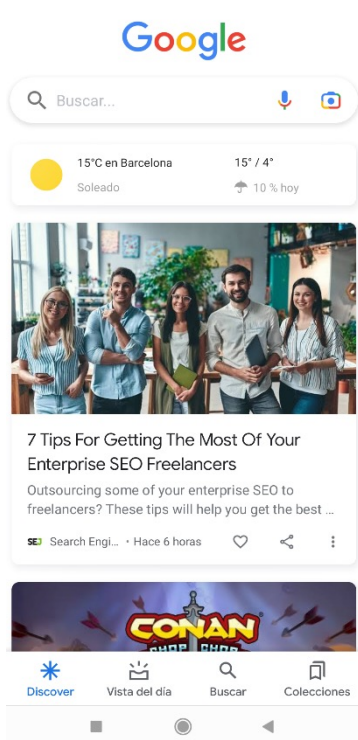 Google
Buscar...
15°C en Barcelona
15° / 4°
Soleado
10 % hoy
7 Tips For Getting The Most Of Your
Enterprise SEO Freelancers
Outsourcing some of your enterprise SEO to
freelancers? These tips will help you get the best ...
SEJ Search Engi... • Hace 6 horas
CONAN
CHOP CHOP
Discover
Vista del día
Buscar
Colecciones